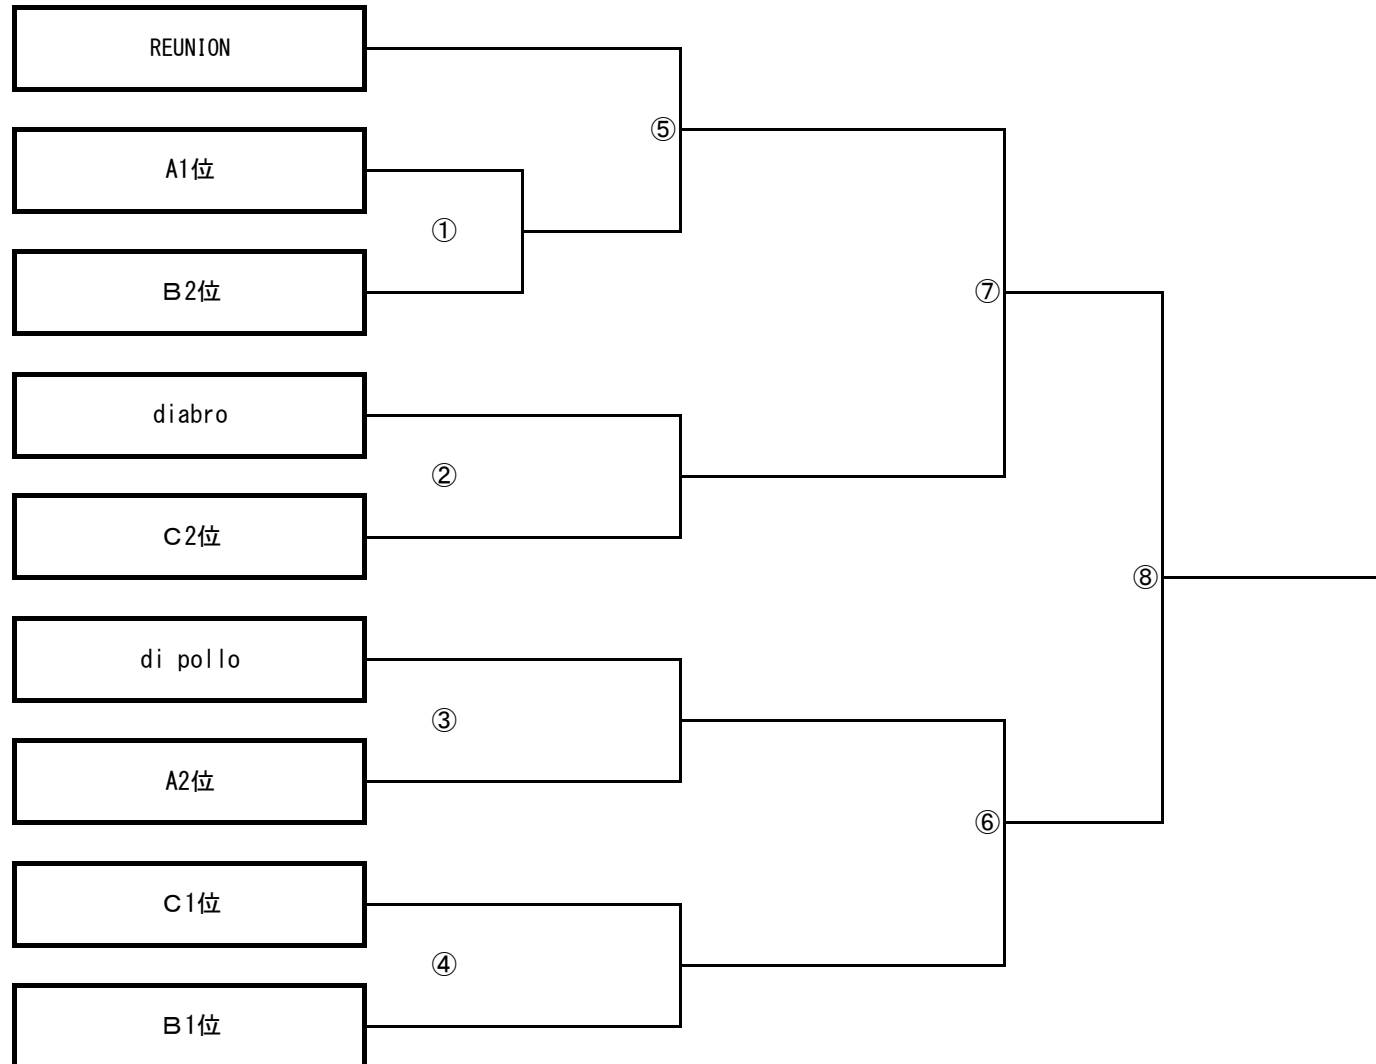 REUNION
⑤
A1位
①
Ｂ2位
⑦
diabro
②
Ｃ2位
⑧
di pollo
③
A2位
⑥
Ｃ1位
④
Ｂ1位